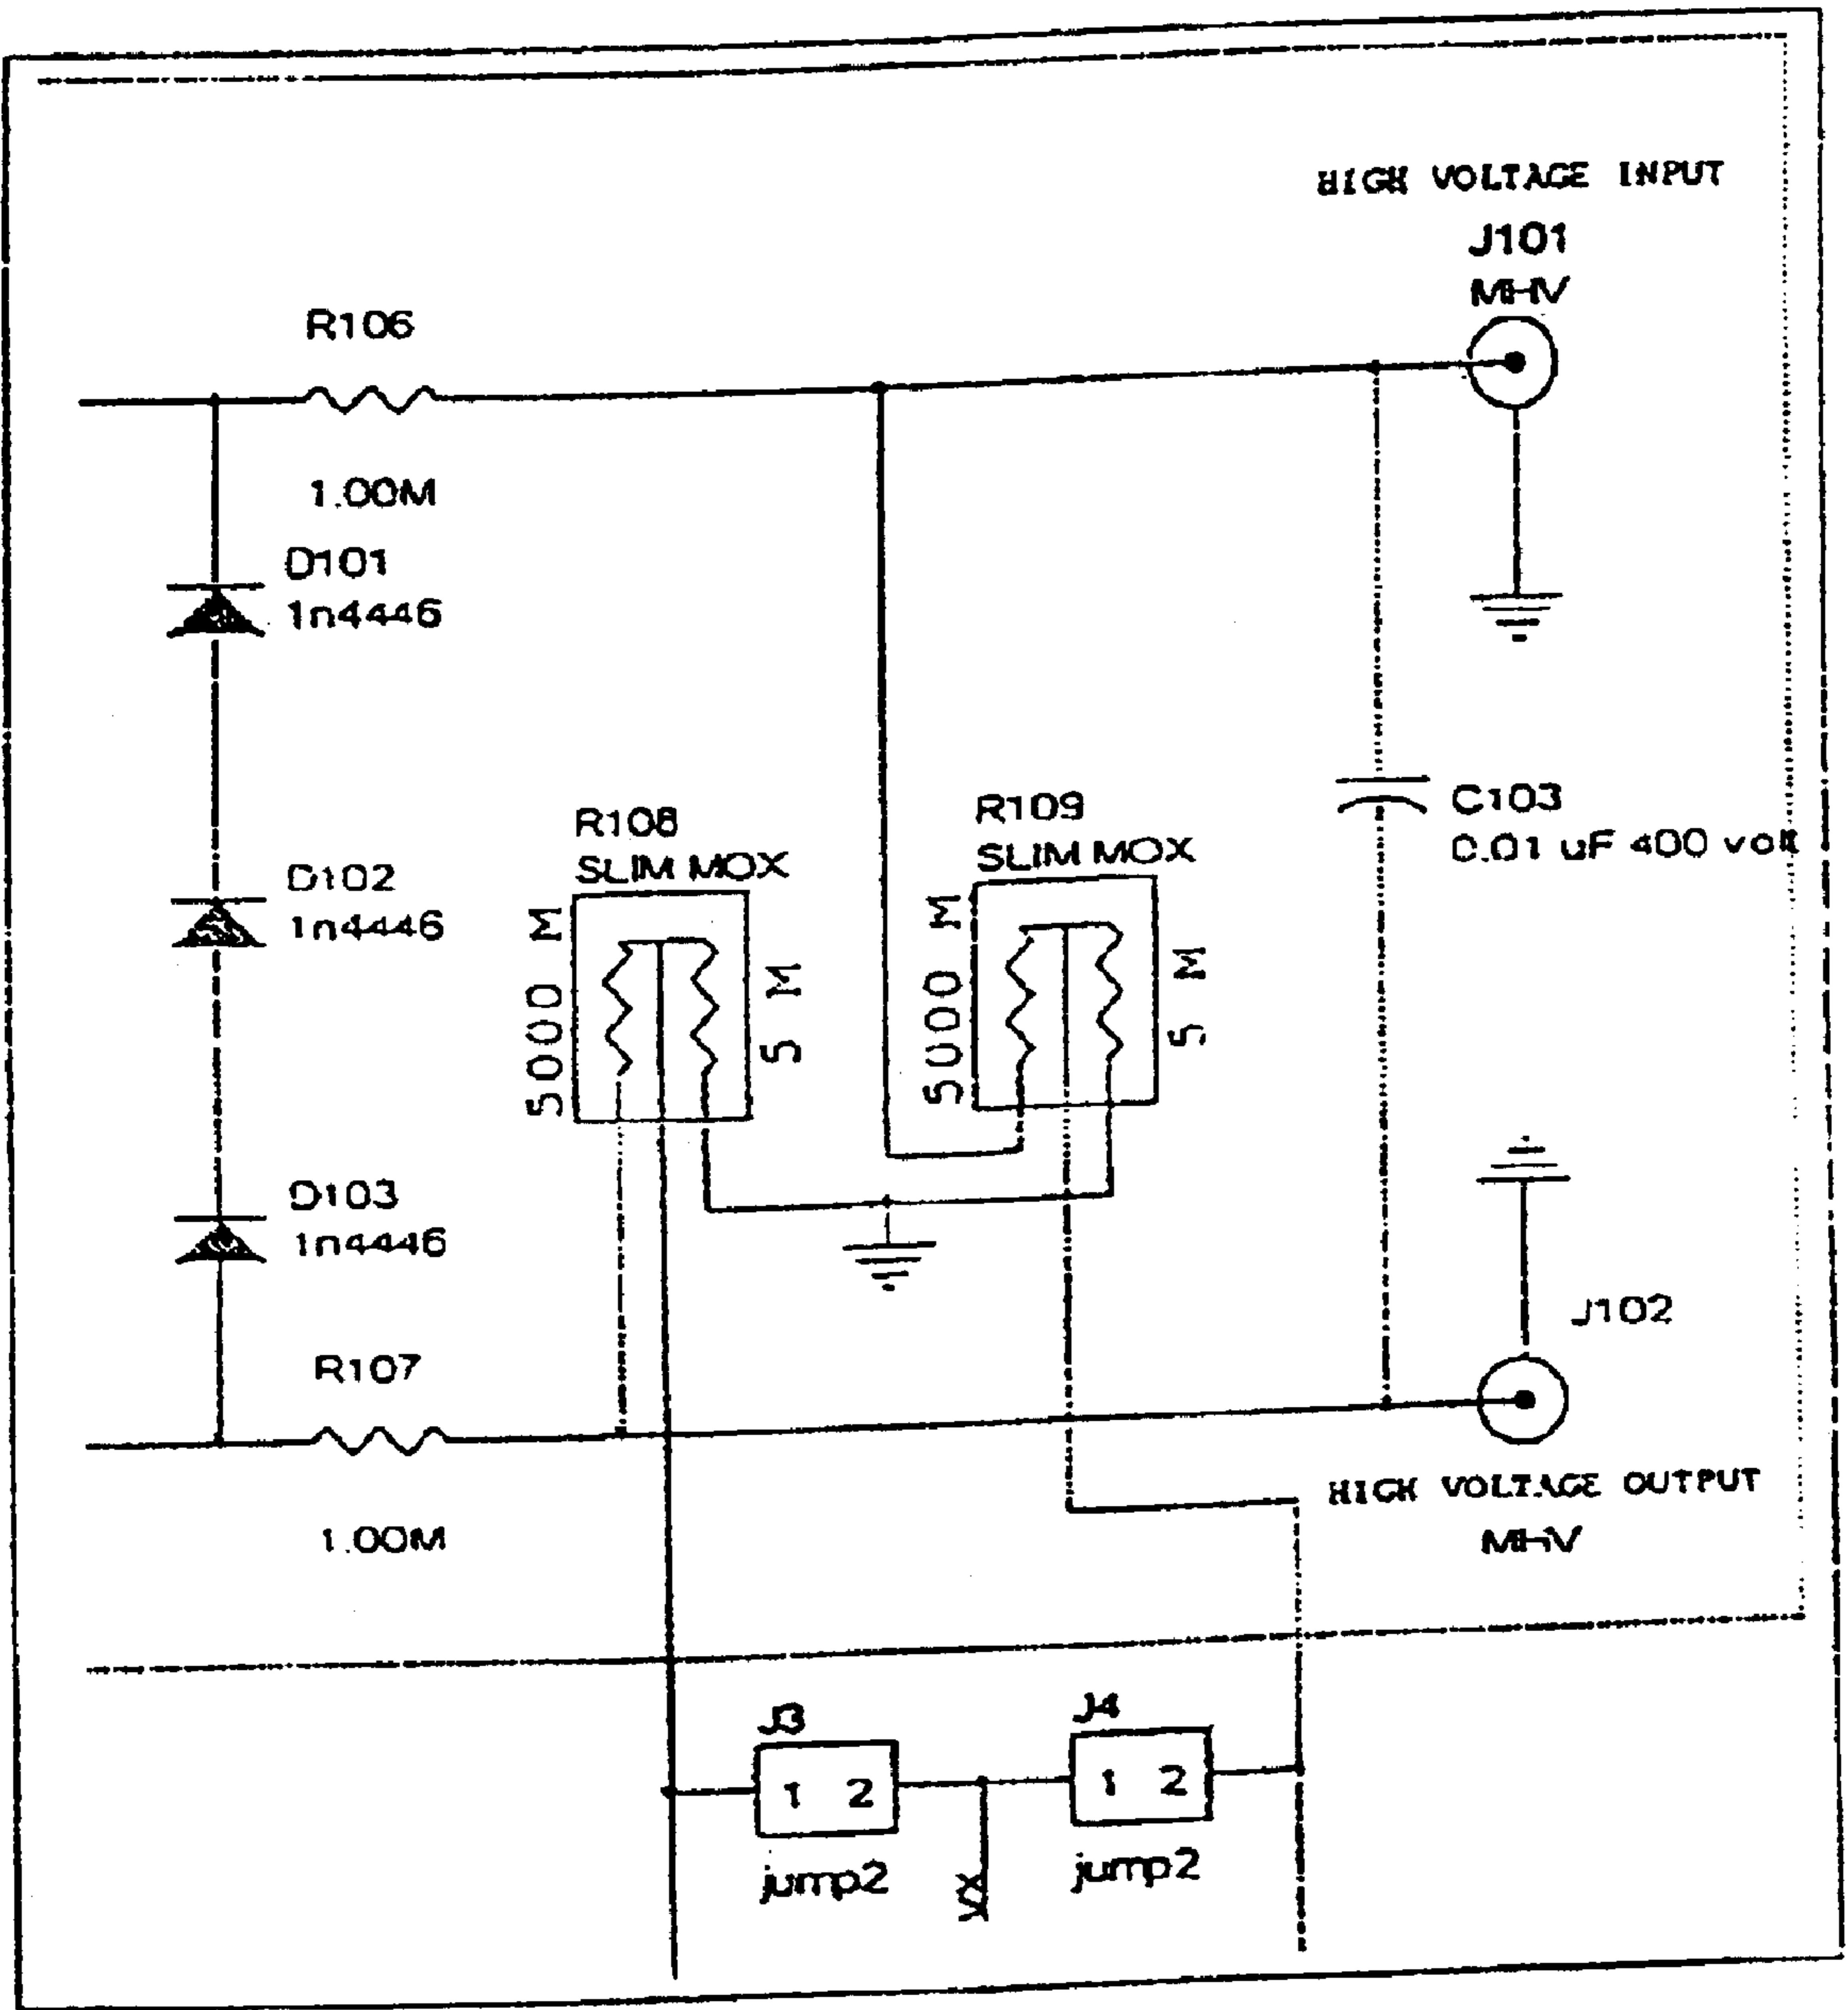 HIGH VOLTAGE INPUT
J101
MHV
R106
1.00M
D101
1n4446
R108
SLIM MOX
5000 M
5 M
R109
SLIM MOX
5000 M
5 M
C103
0.01 uF 400 volt
D102
1n4446
D103
1n4446
J102
R107
1.00M
HIGH VOLTAGE OUTPUT
MHV
J3
1 2
jump2
J4
1 2
jump2
VX